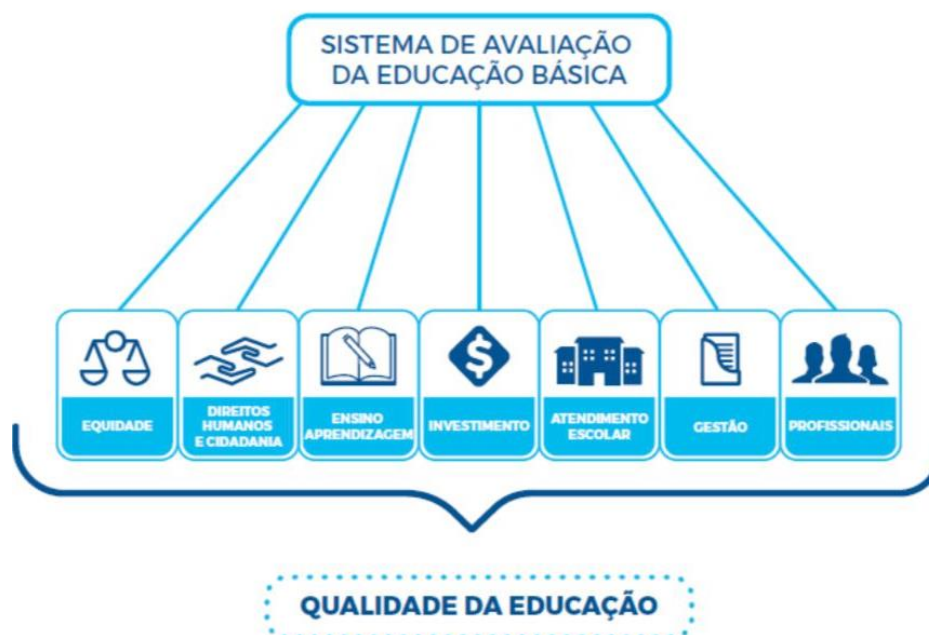 SISTEMA DE AVALIAÇÃO
DA EDUCAÇÃO BÁSICA
EQUIDADE
DIREITOS
HUMANOS
E CIDADANIA
ENSINO
APRENDIZAGEM
INVESTIMENTO
ATENDIMENTO
ESCOLAR
GESTÃO
PROFISSIONAIS
QUALIDADE DA EDUCAÇÃO